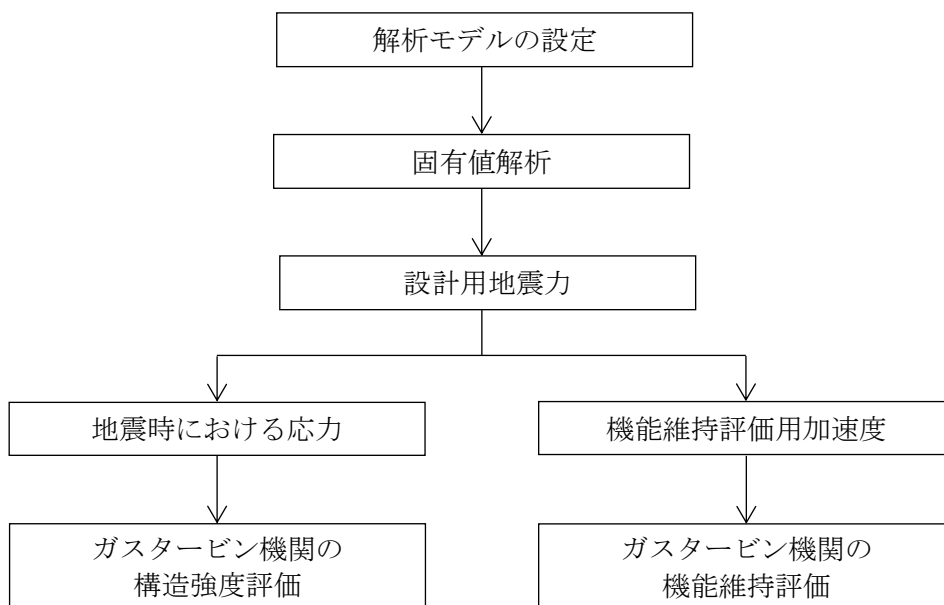 解析モデルの設定
固有値解析
設計用地震力
地震時における応力
機能維持評価用加速度
ガスタービン機関の
構造強度評価
ガスタービン機関の
機能維持評価